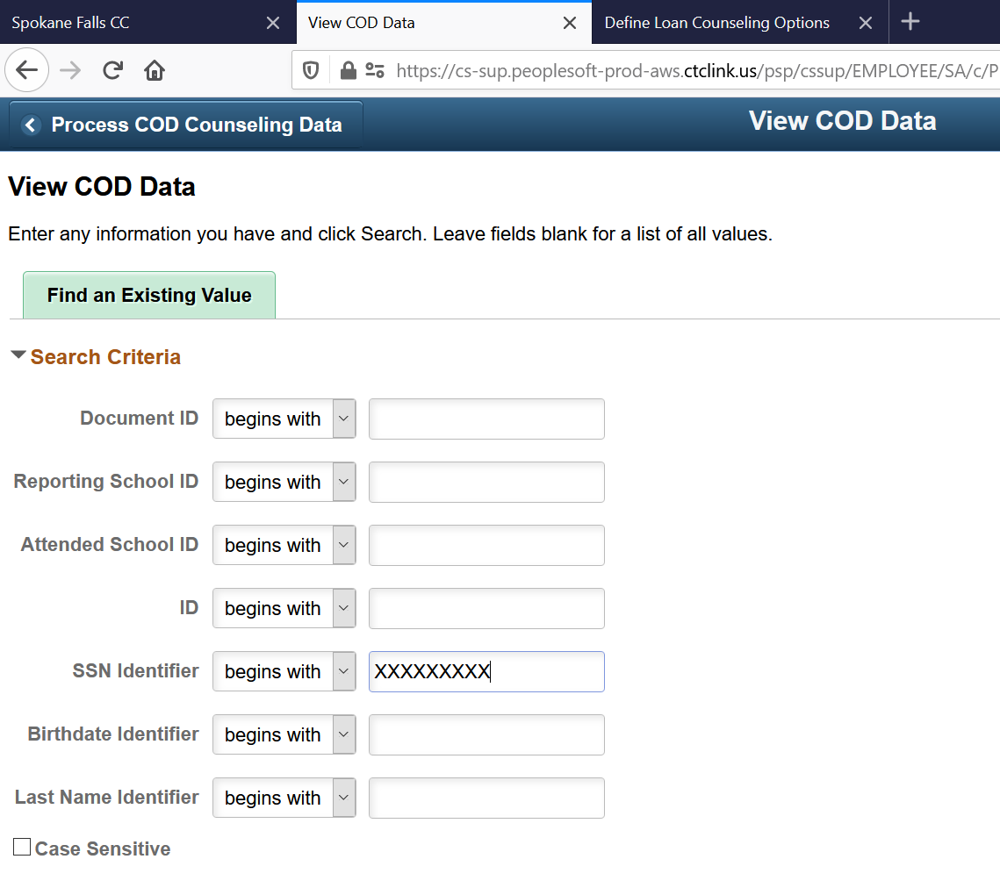 Spokane Falls CC View COD Data Define Loan Counseling Options
https://cs-sup.peoplesoft-prod-aws.ctclink.us/psp/cssup/EMPLOYEE/SA/c/P
Process COD Counseling Data View COD Data
View COD Data
Enter any information you have and click Search. Leave fields blank for a list of all values.
Find an Existing Value
Search Criteria
Document ID begins with
Reporting School ID begins with
Attended School ID begins with
ID begins with
SSN Identifier begins with XXXXXXXXX
Birthdate Identifier begins with
Last Name Identifier begins with
Case Sensitive